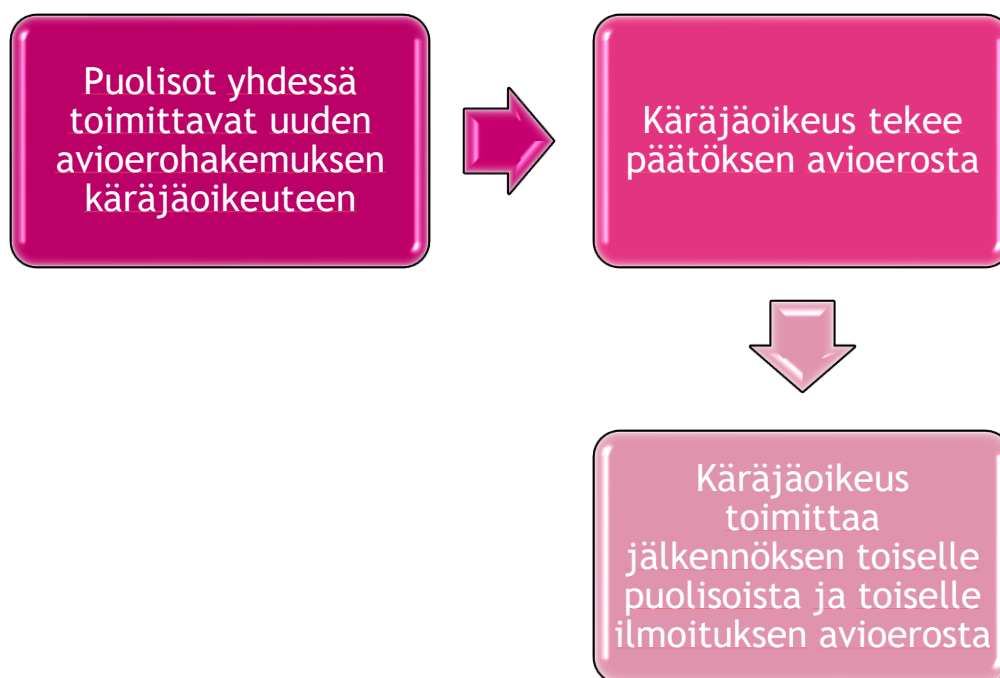 Puolisot yhdessä
toimittavat uuden
avioerohakemuksen
käräjäoikeuteen
Käräjäoikeus tekee
päätöksen avioerosta
Käräjäoikeus
toimittaa
jälkennöksen toiselle
puolisoista ja toiselle
ilmoituksen avioerosta